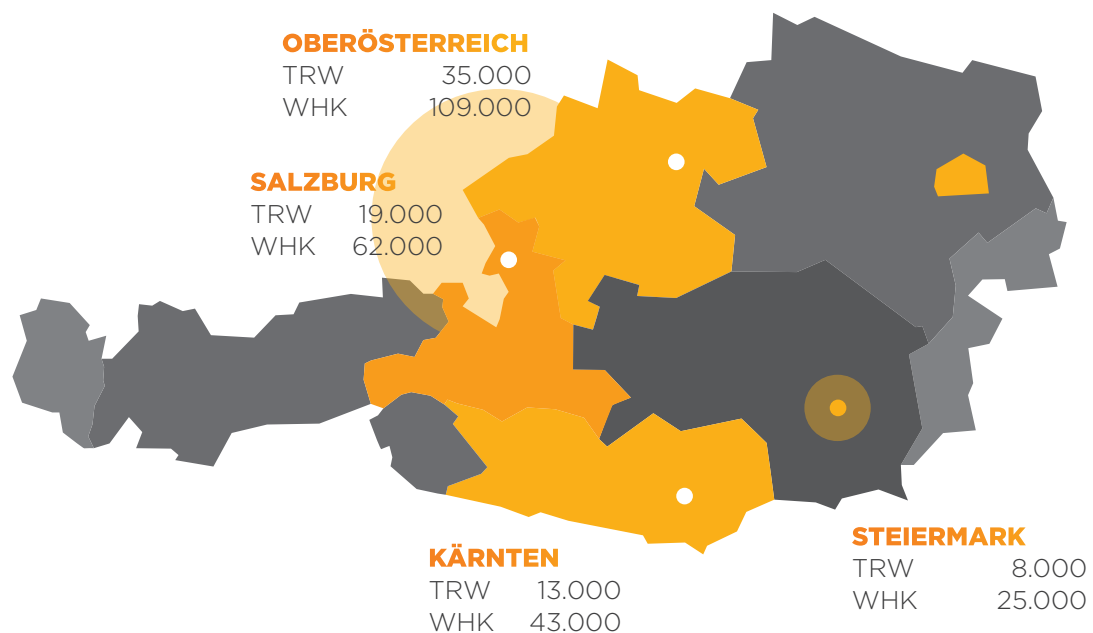 OBERÖSTERREICH
TRW 35.000
WHK 109.000
SALZBURG
TRW 19.000
WHK 62.000
KÄRNTEN
TRW 13.000
WHK 43.000
STEIERMARK
TRW 8.000
WHK 25.000